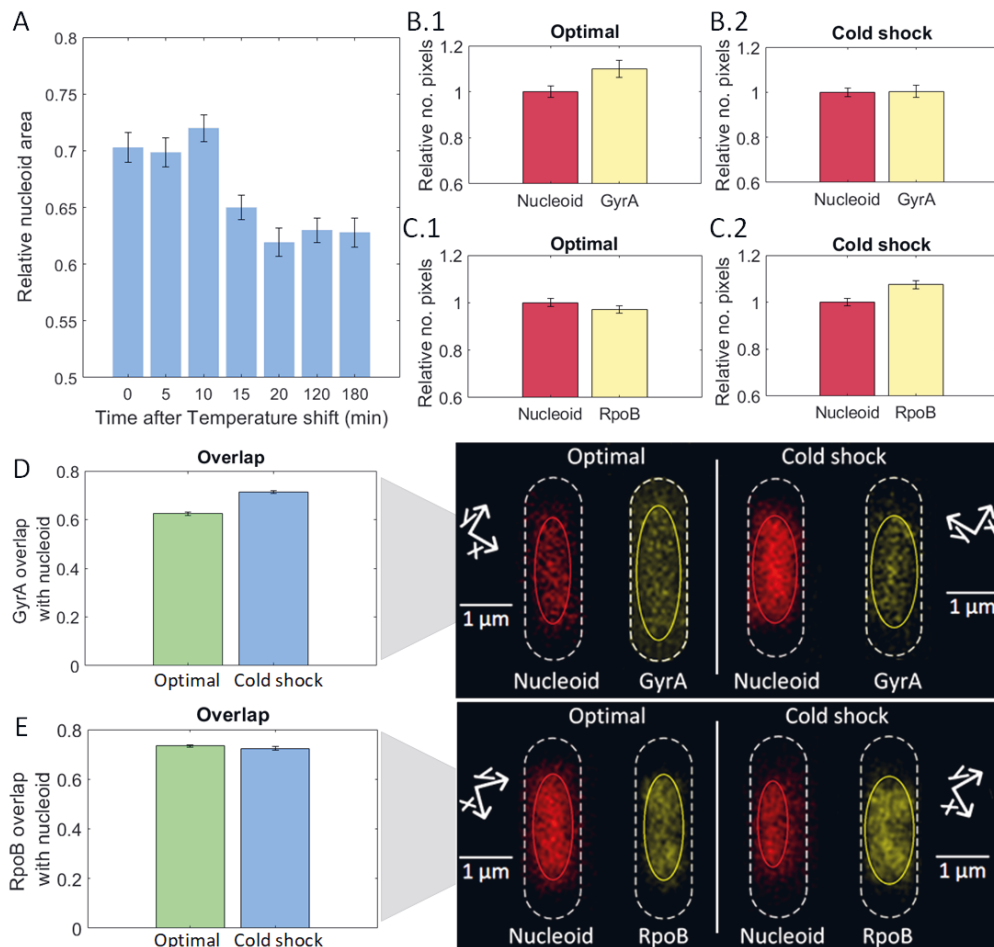 A
Relative nucleoid area
0.8
0.75
0.7
0.65
0.6
0.55
0.5
0 5 10 15 20 120 180
Time after Temperature shift (min)
B.1
Optimal
Relative no. pixels
1.2
1
0.8
0.6
Nucleoid GyrA
B.2
Cold shock
Relative no. pixels
1.2
1
0.8
0.6
Nucleoid GyrA
C.1
Optimal
Relative no. pixels
1.2
1
0.8
0.6
Nucleoid RpoB
C.2
Cold shock
Relative no. pixels
1.2
1
0.8
0.6
Nucleoid RpoB
D
Overlap
GyrA overlap
with nucleoid
0.8
0.6
0.4
0.2
0
Optimal Cold shock
Optimal
Cold shock
Y
X
1 μm
Y
X
1 μm
Nucleoid GyrA
Nucleoid GyrA
E
Overlap
RpoB overlap
with nucleoid
0.8
0.6
0.4
0.2
0
Optimal Cold shock
Optimal
Cold shock
Y
X
1 μm
Y
X
1 μm
Nucleoid RpoB
Nucleoid RpoB